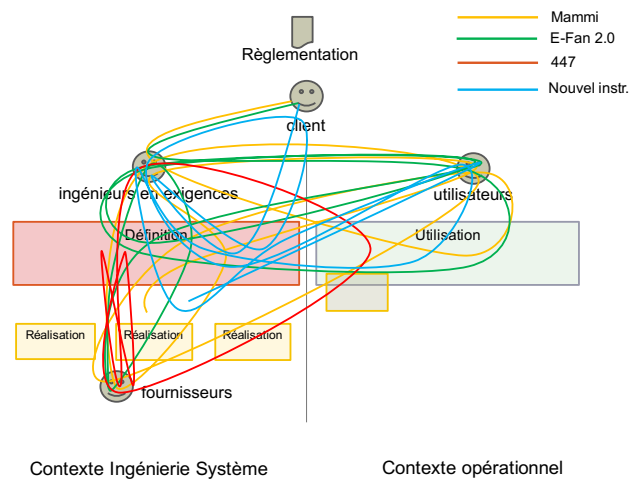 Mammi
E-Fan 2.0
447
Nouvel instr.
Règlementation
client
ingénieurs en exigences
utilisateurs
Définition
Utilisation
Réalisation
Réalisation
Réalisation
fournisseurs
Contexte Ingénierie Système
Contexte opérationnel